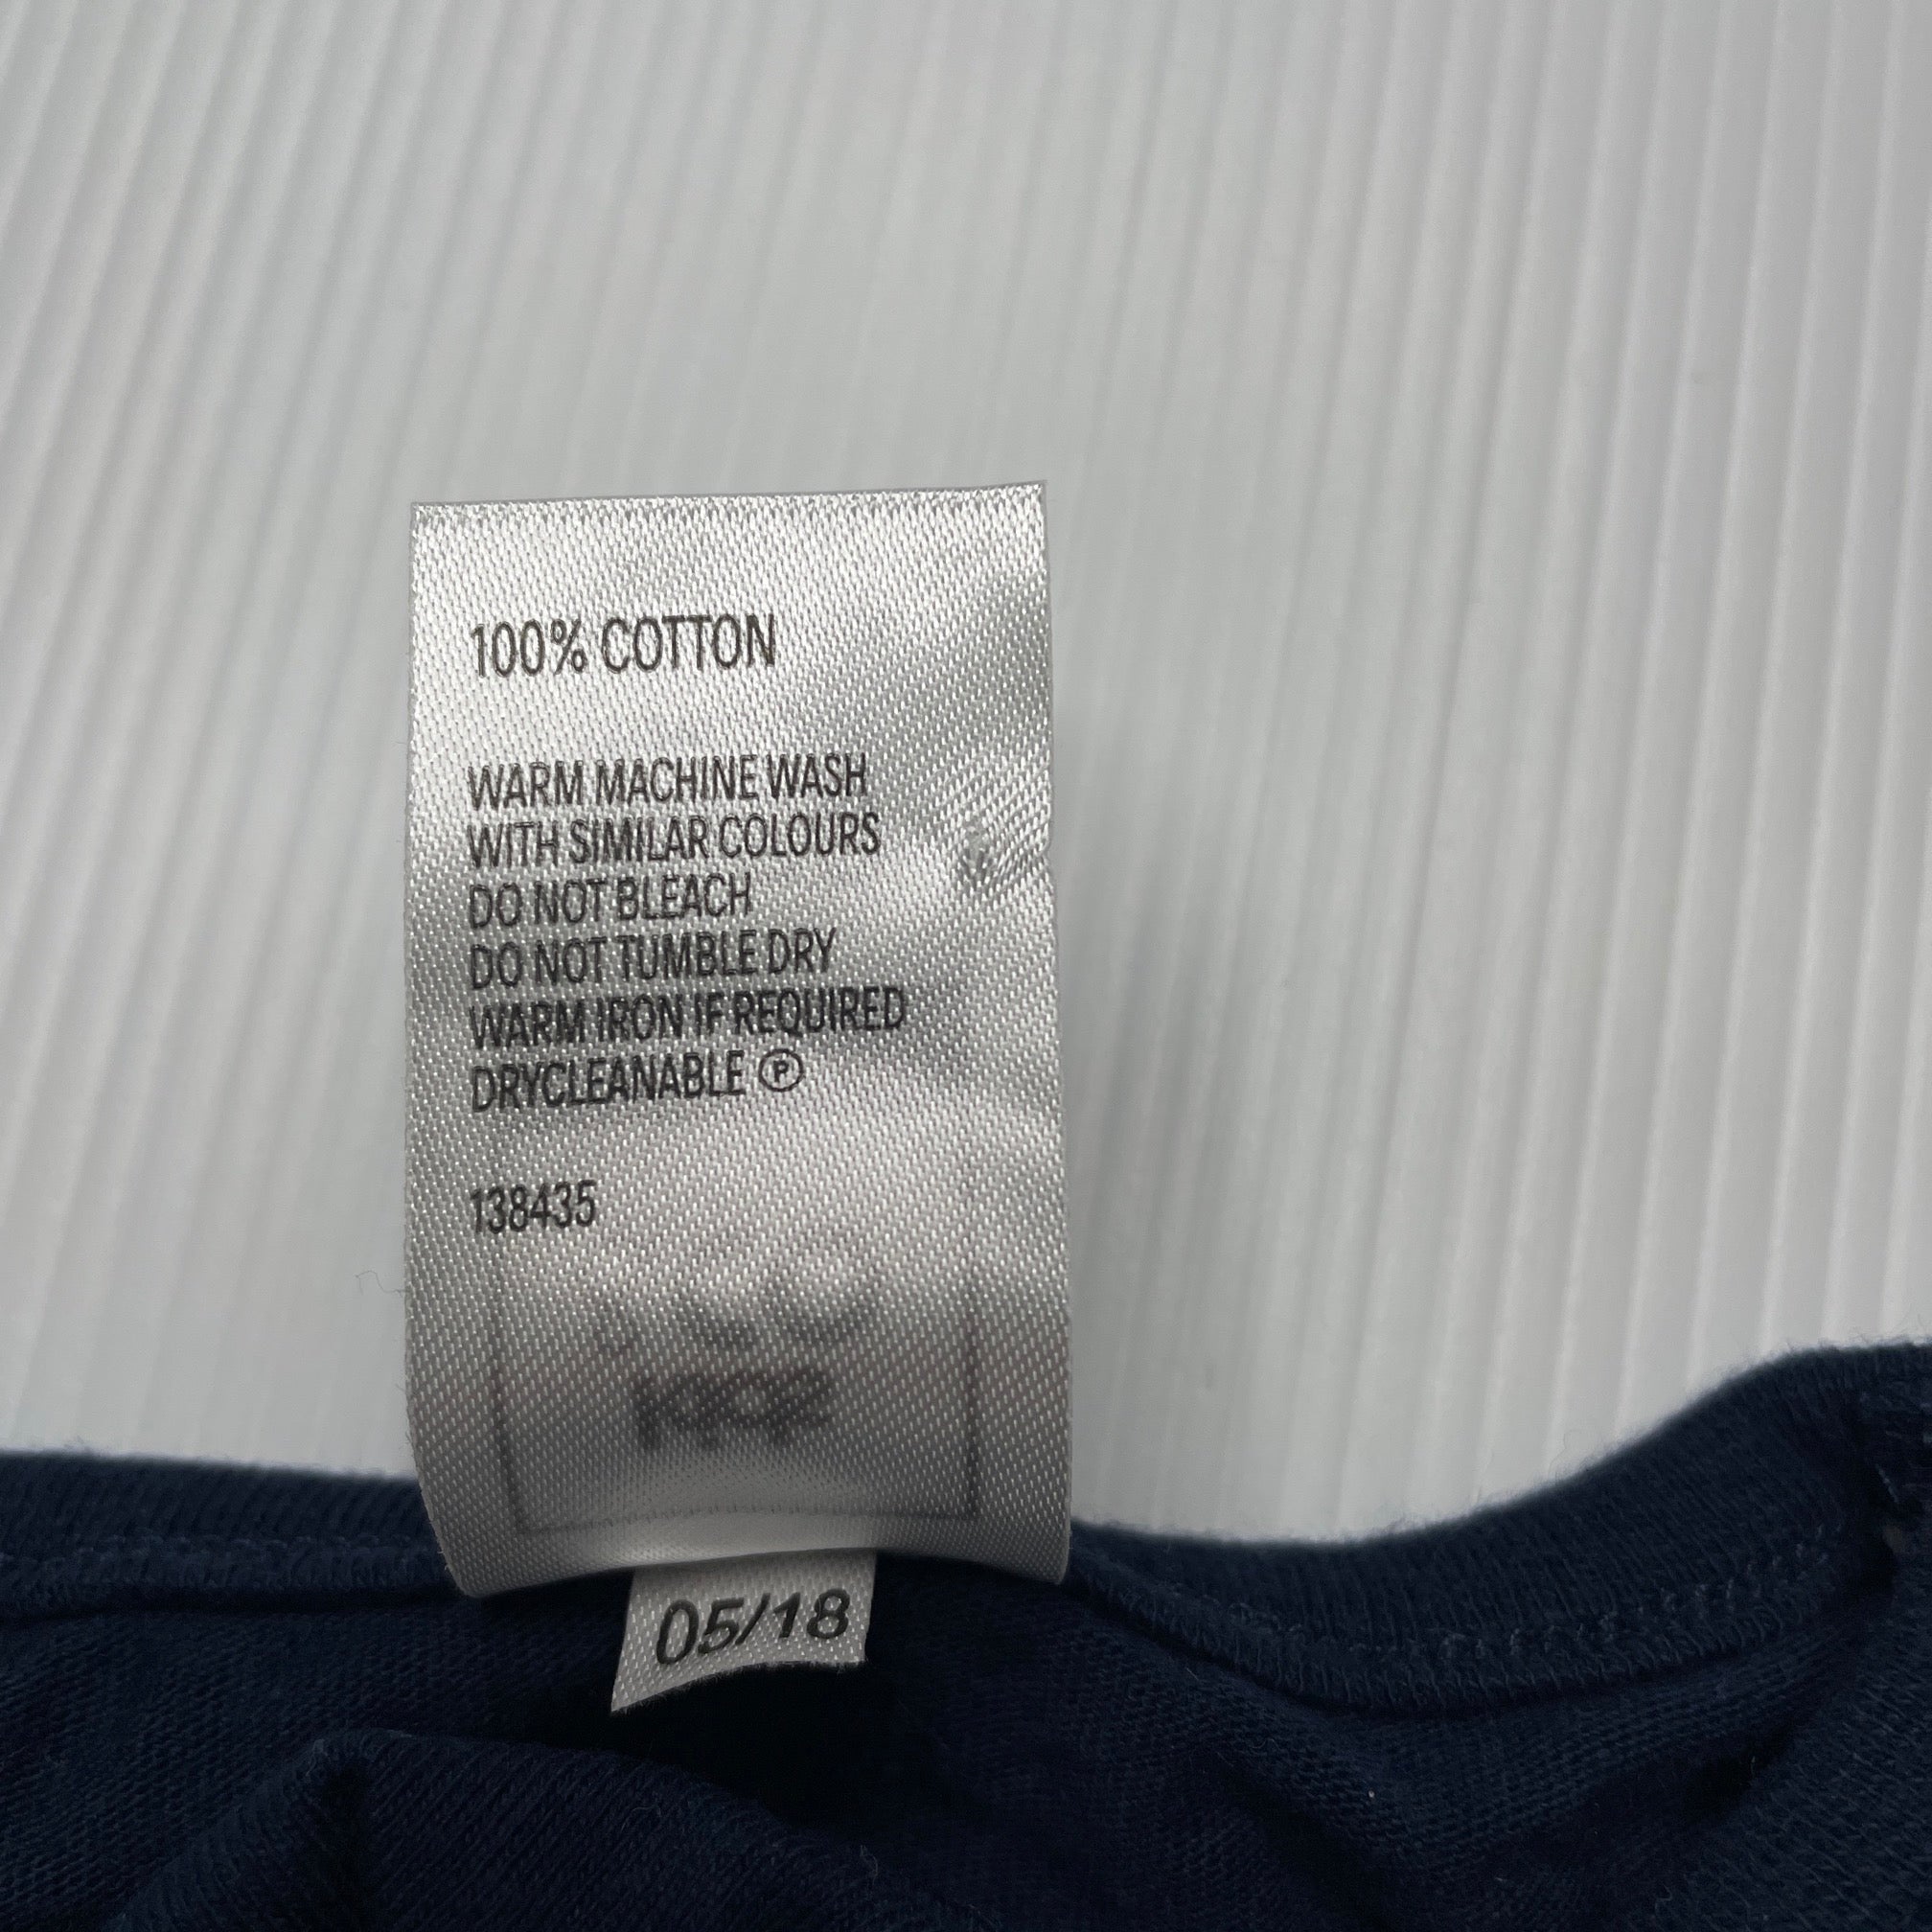 100% COTTON
WARM MACHINE WASH
WITH SIMILAR COLOURS
DO NOT BLEACH
DO NOT TUMBLE DRY
WARM IRON IF REQUIRED
DRYCLEANABLE Ⓟ
138435
05/18